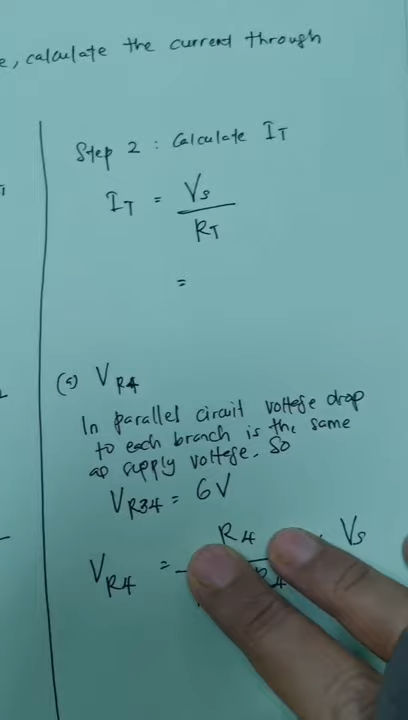 e, calculate the current through
Step 2 : Calculate IT
IT = Vs
RT
=
(a) VR4
In parallel circuit voltage drop
to each branch is the same
as supply voltage. So
VR34 = 6V
VR4 = R4 . Vs
R4